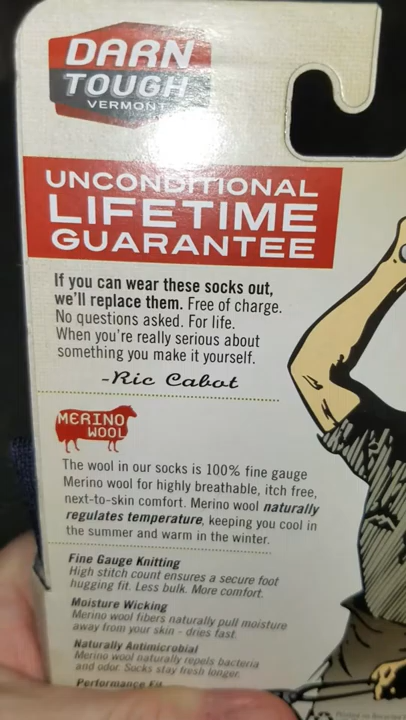 DARN
TOUGH
VERMONT
UNCONDITIONAL
LIFETIME
GUARANTEE
If you can wear these socks out,
we'll replace them. Free of charge.
No questions asked. For life.
When you're really serious about
something you make it yourself.
-Ric Cabot
MERINO
WOOL
The wool in our socks is 100% fine gauge
Merino wool for highly breathable, itch free,
next-to-skin comfort. Merino wool naturally
regulates temperature, keeping you cool in
the summer and warm in the winter.
Fine Gauge Knitting
High stitch count ensures a secure foot
hugging fit. Less bulk. More comfort.
Moisture Wicking
Merino wool fibers naturally pull moisture
away from your skin - dries fast.
Naturally Antimicrobial
Merino wool naturally repels bacteria
and odor. Socks stay fresh longer.
Performance Fit